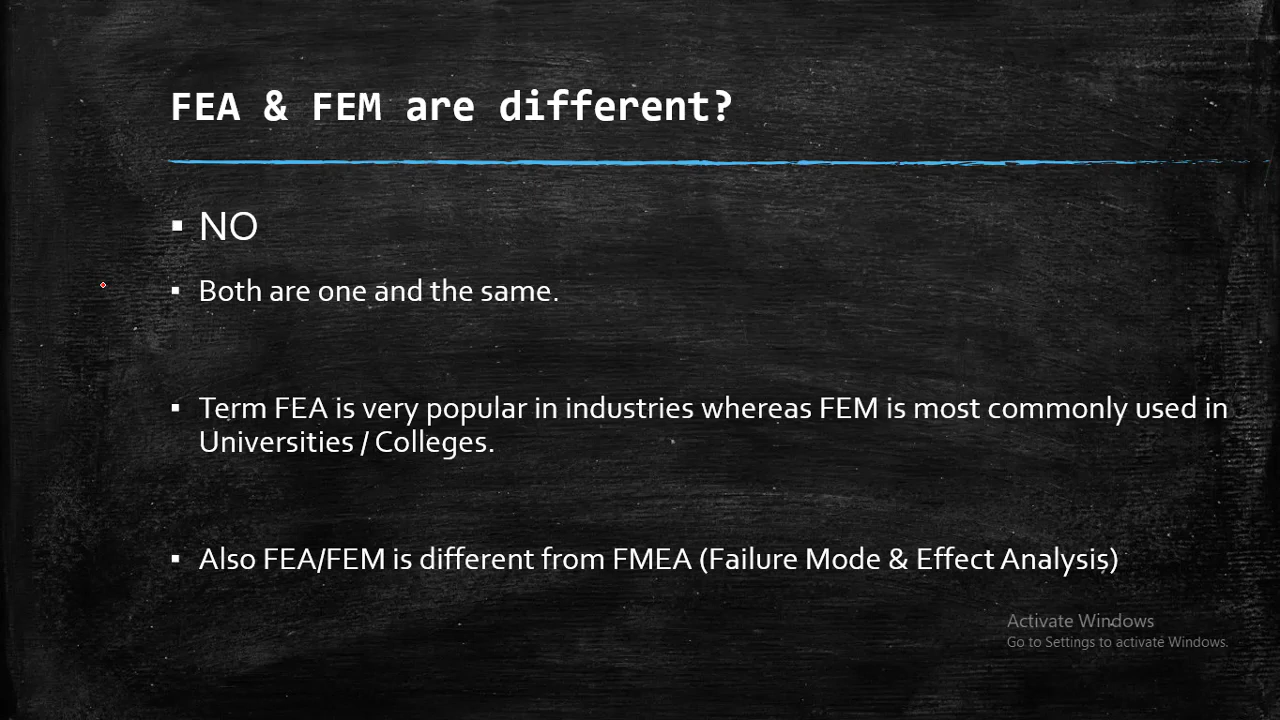 FEA & FEM are different?
▪ NO
▪ Both are one and the same.
▪ Term FEA is very popular in industries whereas FEM is most commonly used in
Universities / Colleges.
▪ Also FEA/FEM is different from FMEA (Failure Mode & Effect Analysis)
Activate Windows
Go to Settings to activate Windows.